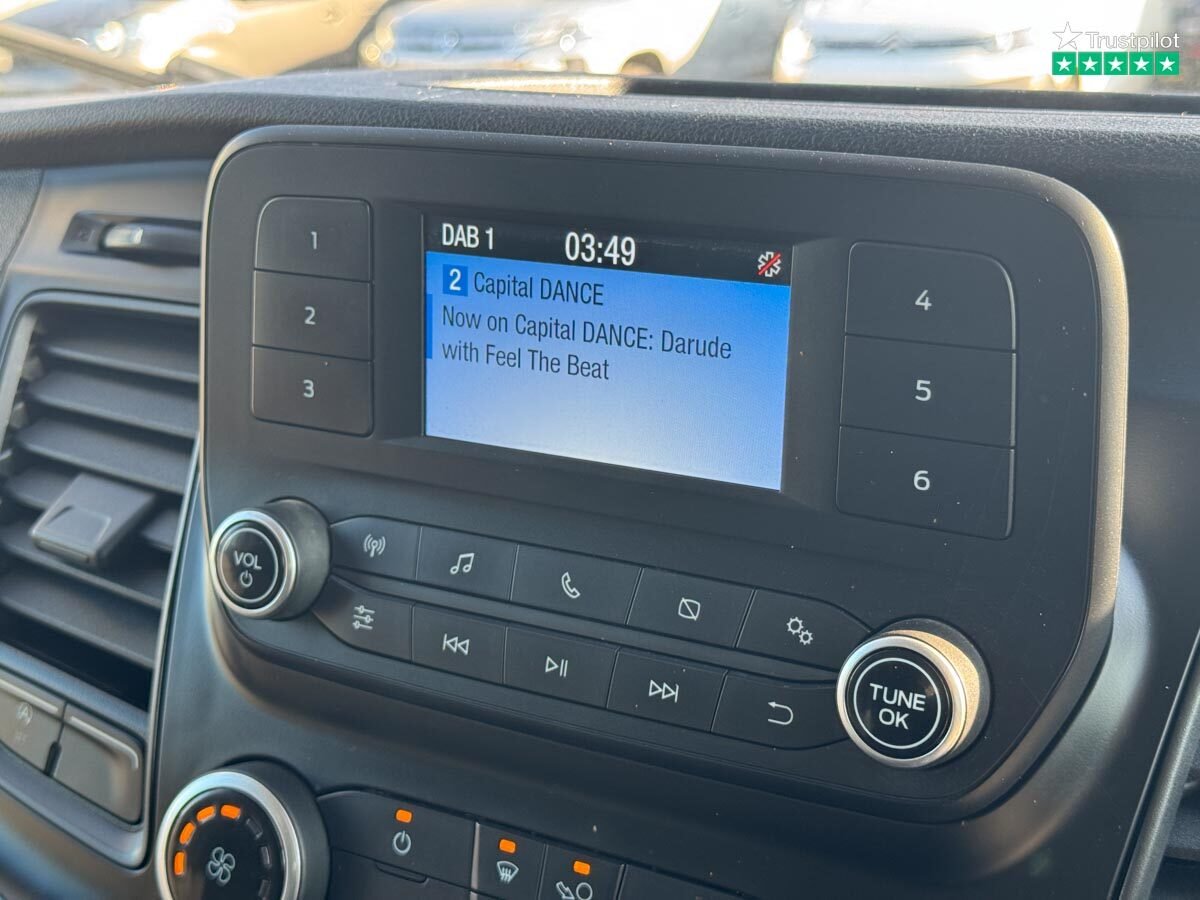 Trustpilot
DAB 1 03:49
2 Capital DANCE
Now on Capital DANCE: Darude
with Feel The Beat
1
2
3
4
5
6
VOL
TUNE
OK